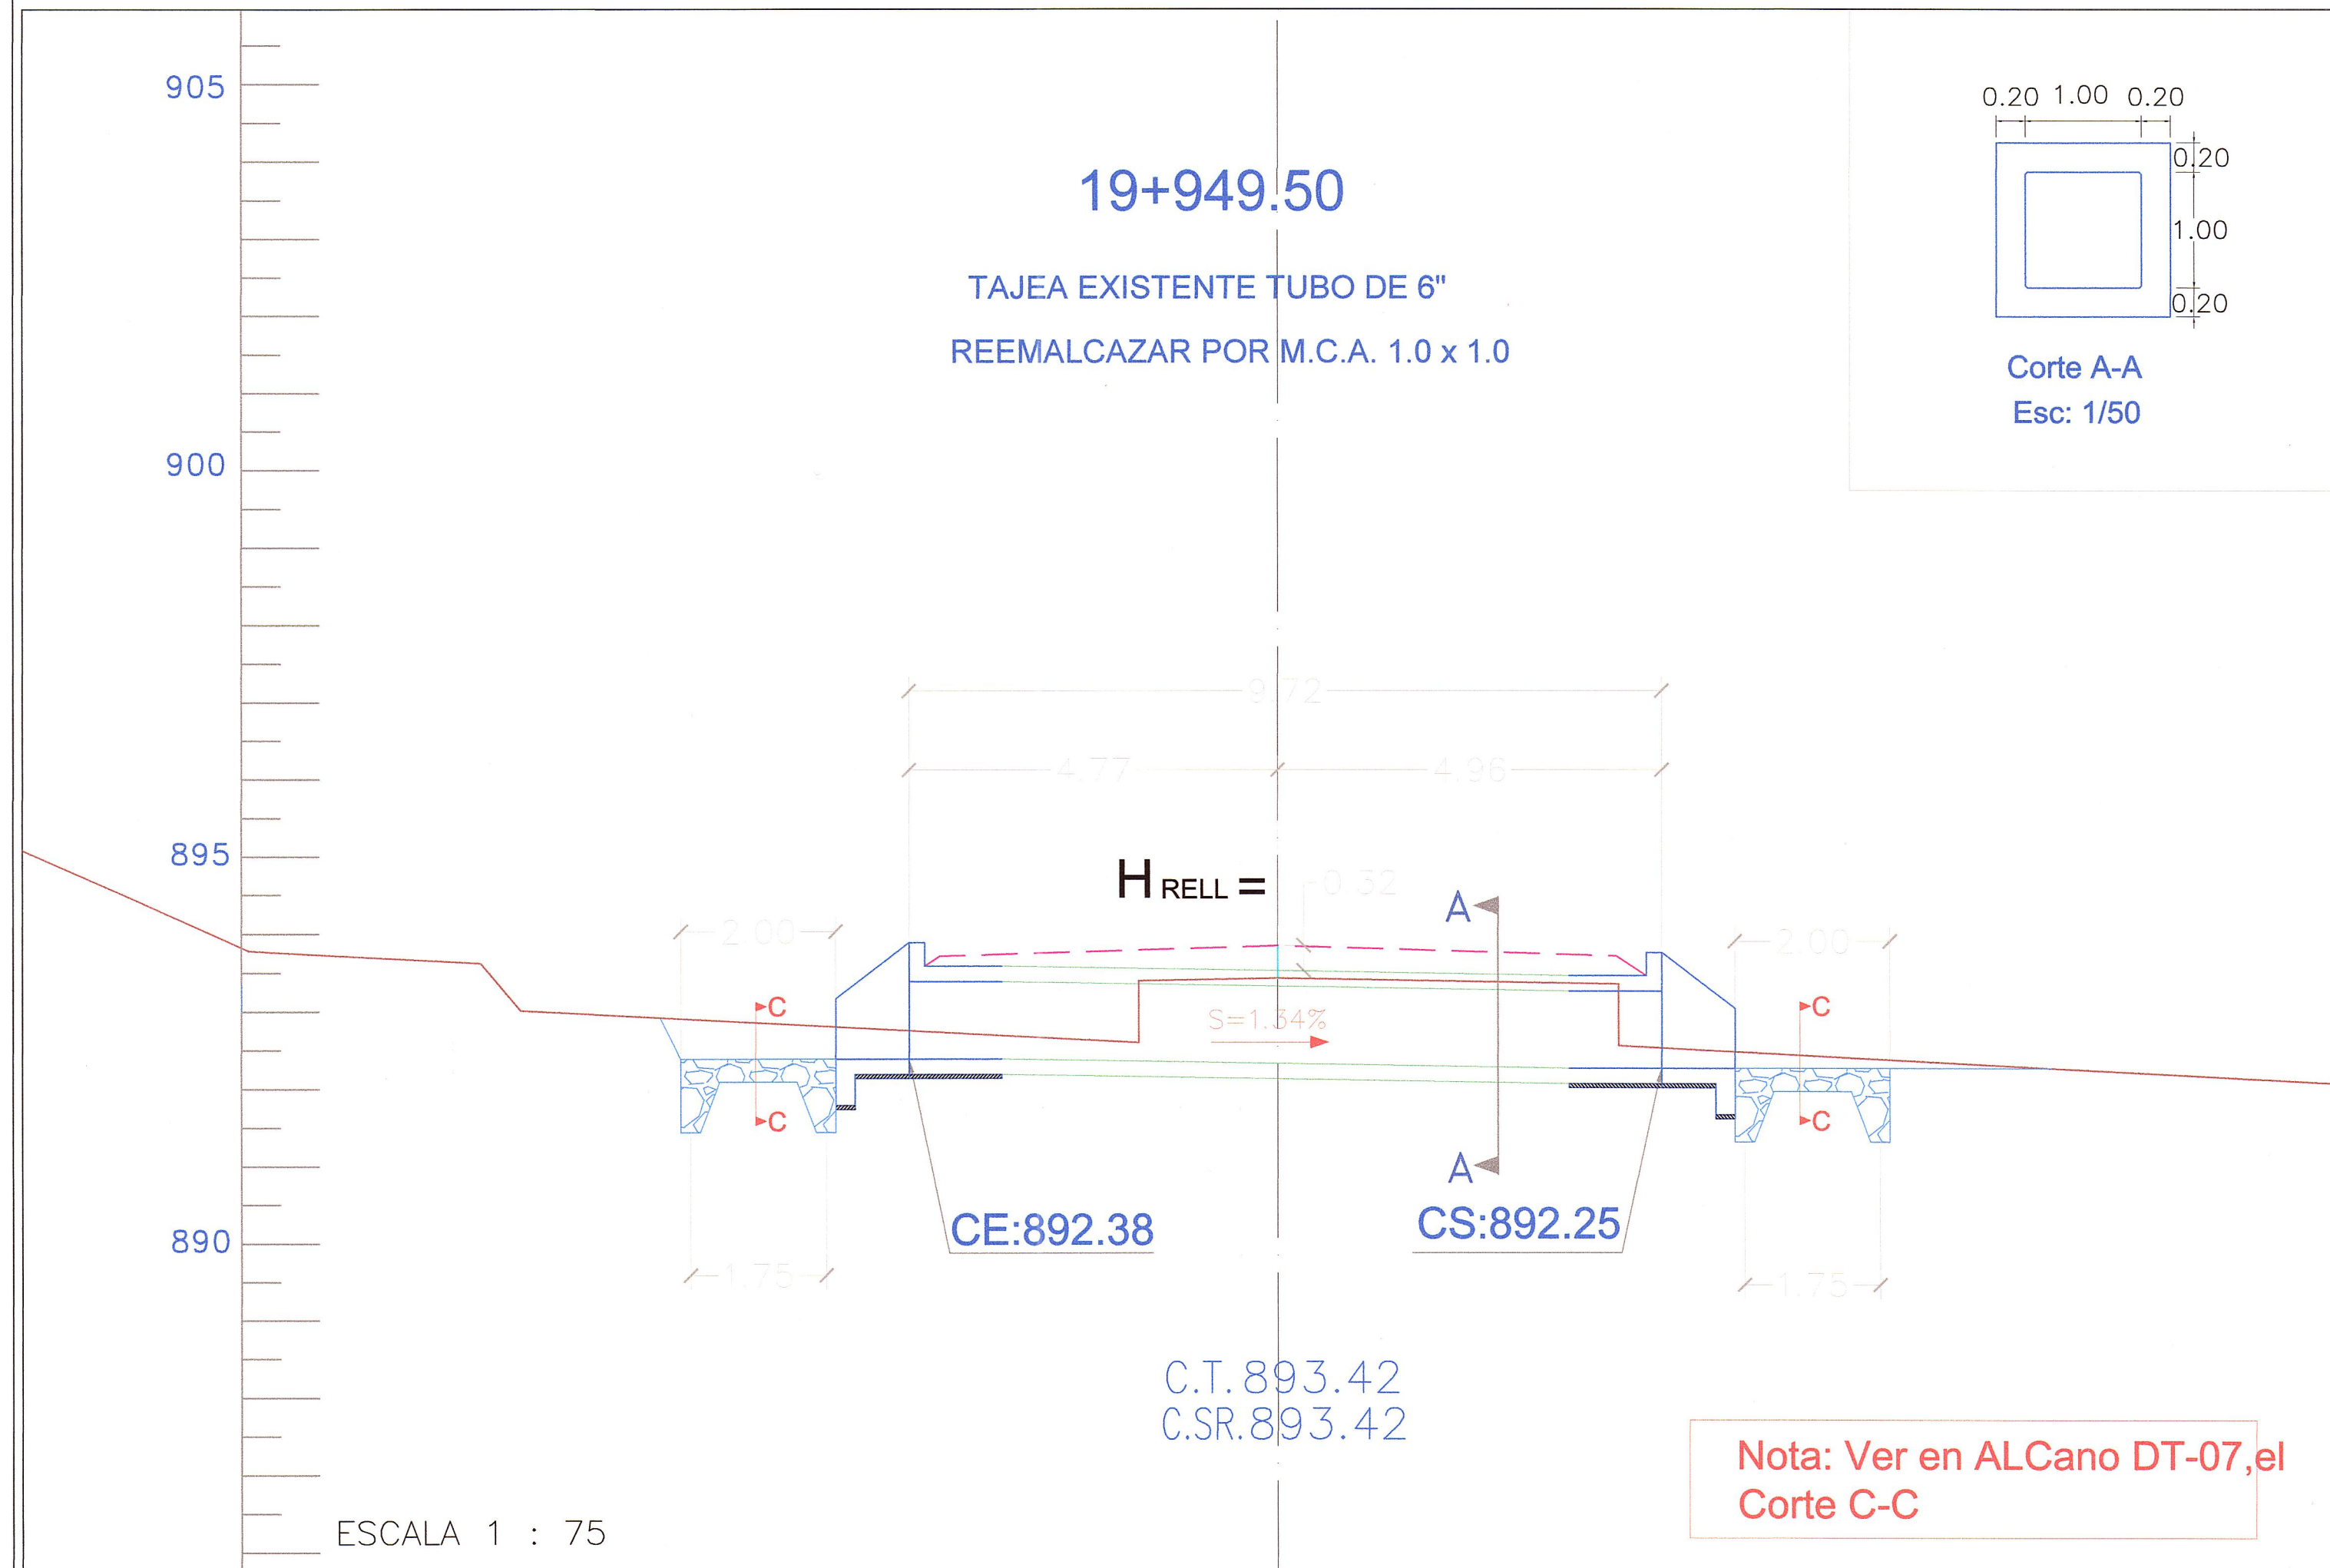 905
0.20 1.00 0.20
0.20
1.00
0.20
Corte A-A
Esc: 1/50
19+949.50
TAJEA EXISTENTE TUBO DE 6"
REEMALCAZAR POR M.C.A. 1.0 x 1.0
900
9.72
4.77 4.96
895
H RELL = 0.32
A
2.00
2.00
C
C
S=1.34%
C
C
A
CE:892.38
CS:892.25
890
1.75
1.75
C.T.893.42
C.SR.893.42
Nota: Ver en ALCano DT-07,el
Corte C-C
ESCALA 1 : 75